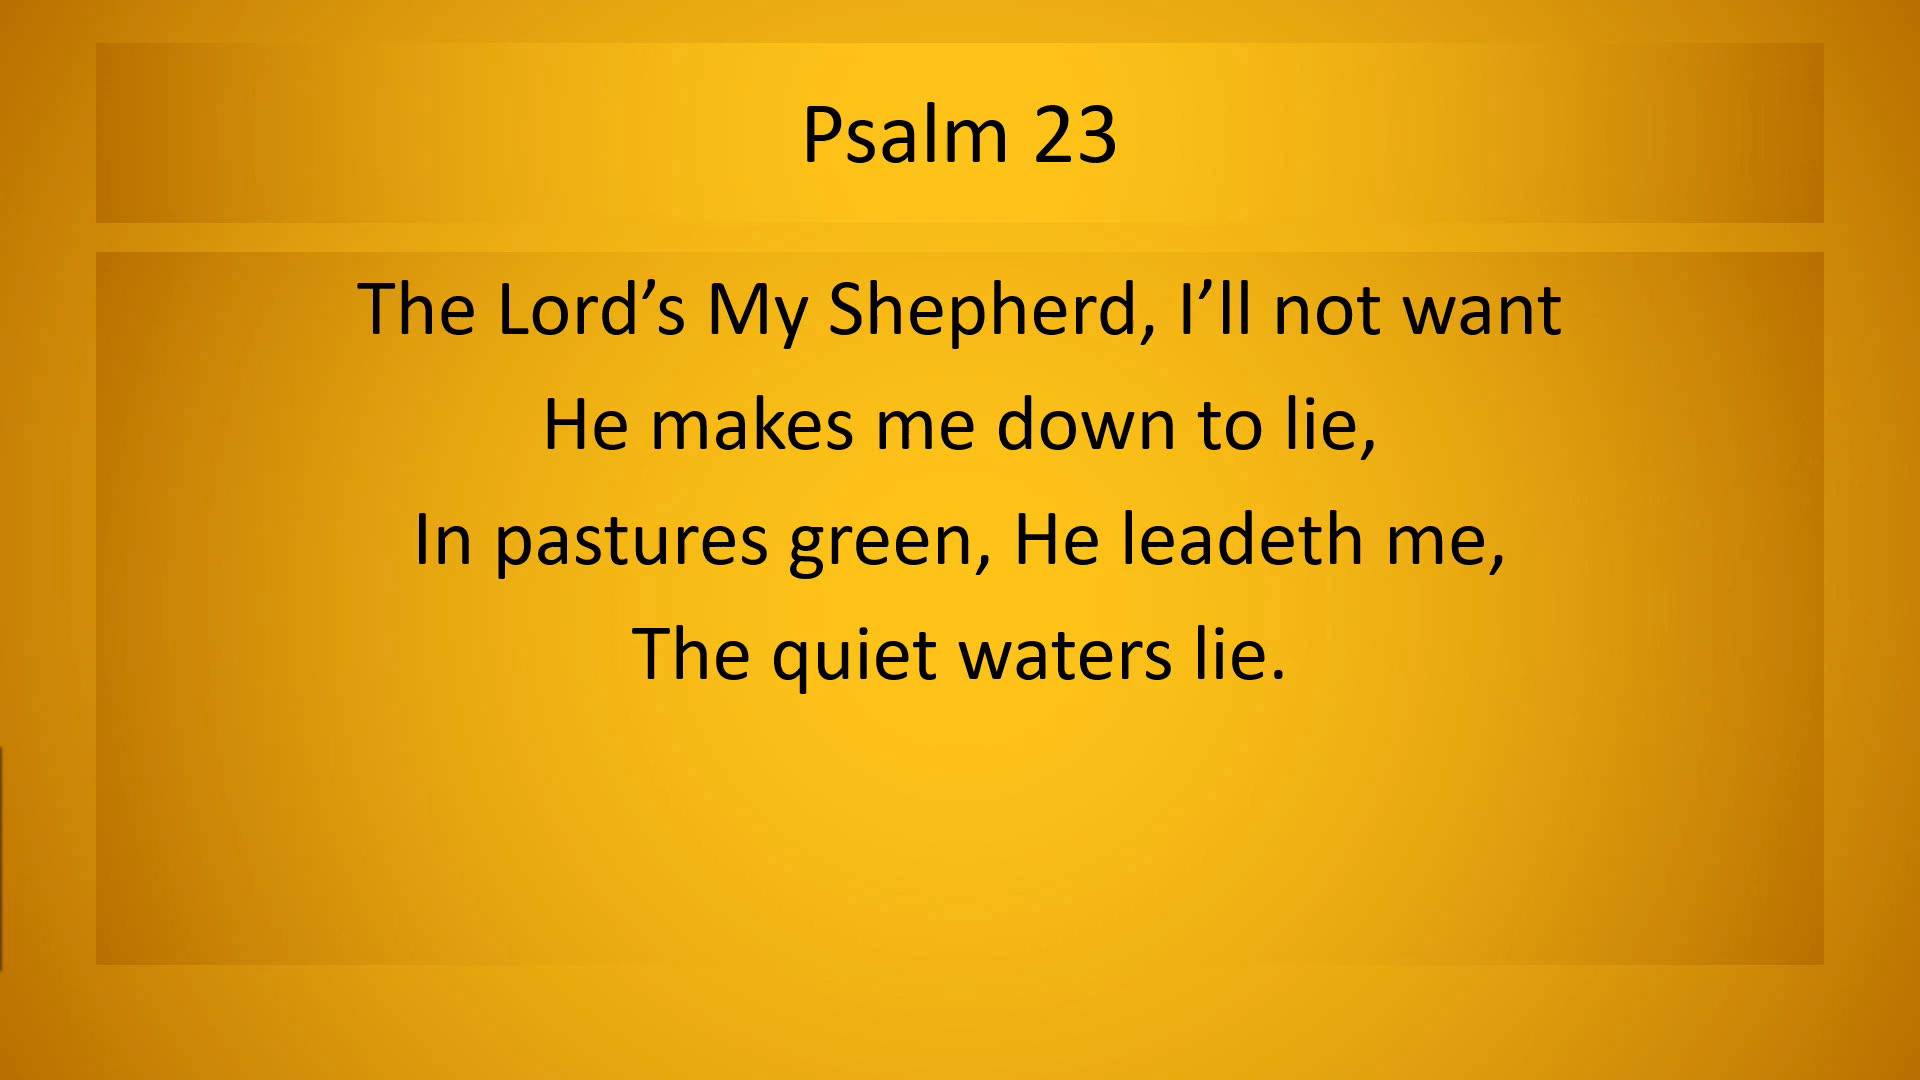 Psalm 23
The Lord’s My Shepherd, I’ll not want
He makes me down to lie,
In pastures green, He leadeth me,
The quiet waters lie.